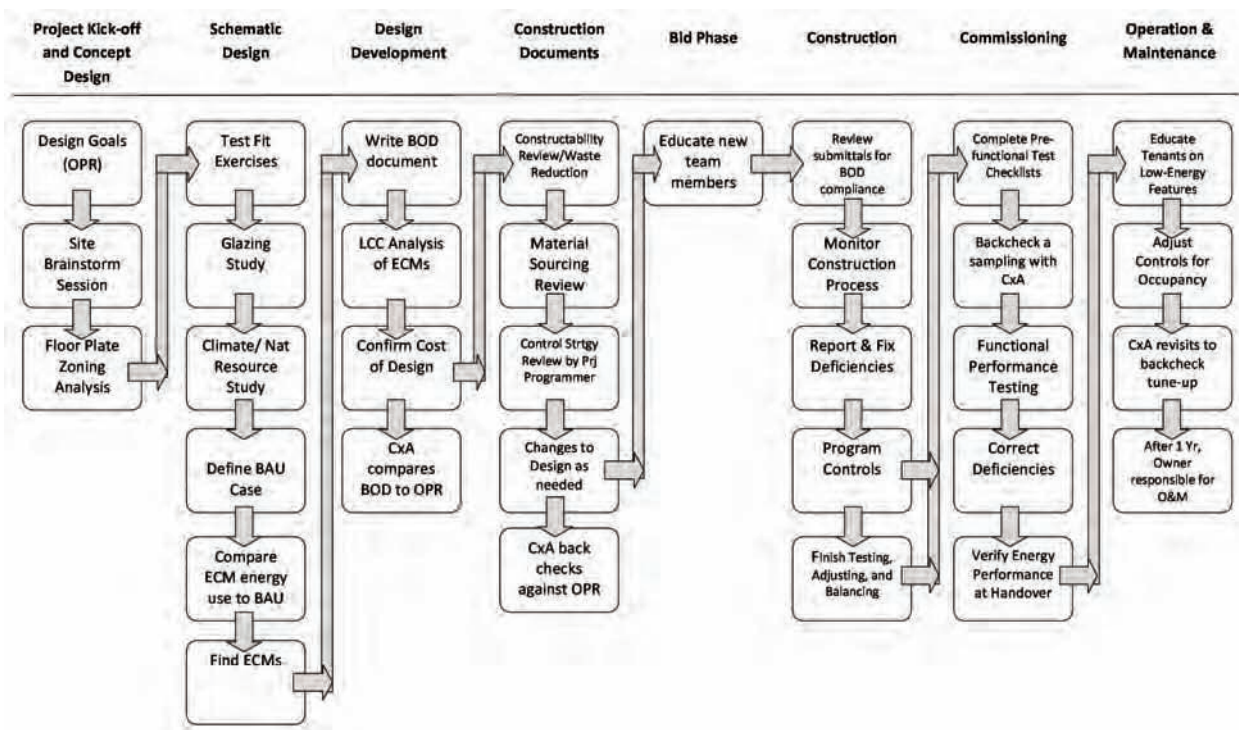 Project Kick-off
and Concept
Design
Schematic
Design
Design
Development
Construction
Documents
Bid Phase
Construction
Commissioning
Operation &
Maintenance
Design Goals
(OPR)
Site
Brainstorm
Session
Floor Plate
Zoning
Analysis
Test Fit
Exercises
Glazing
Study
Climate/ Nat
Resource
Study
Define BAU
Case
Compare
ECM energy
use to BAU
Find ECMs
Write BOD
document
LCC Analysis
of ECMs
Confirm Cost
of Design
CxA
compares
BOD to OPR
Constructability
Review/Waste
Reduction
Material
Sourcing
Review
Control Strtgy
Review by Prj
Programmer
Changes to
Design as
needed
CxA back
checks
against OPR
Educate new
team
members
Review
submittals for
BOD
compliance
Monitor
Construction
Process
Report & Fix
Deficiencies
Program
Controls
Finish Testing,
Adjusting, and
Balancing
Complete Pre-
functional Test
Checklists
Backcheck a
sampling with
CxA
Functional
Performance
Testing
Correct
Deficiencies
Verify Energy
Performance
at Handover
Educate
Tenants on
Low-Energy
Features
Adjust
Controls for
Occupancy
CxA revisits to
backcheck
tune-up
After 1 Yr,
Owner
responsible for
O&M